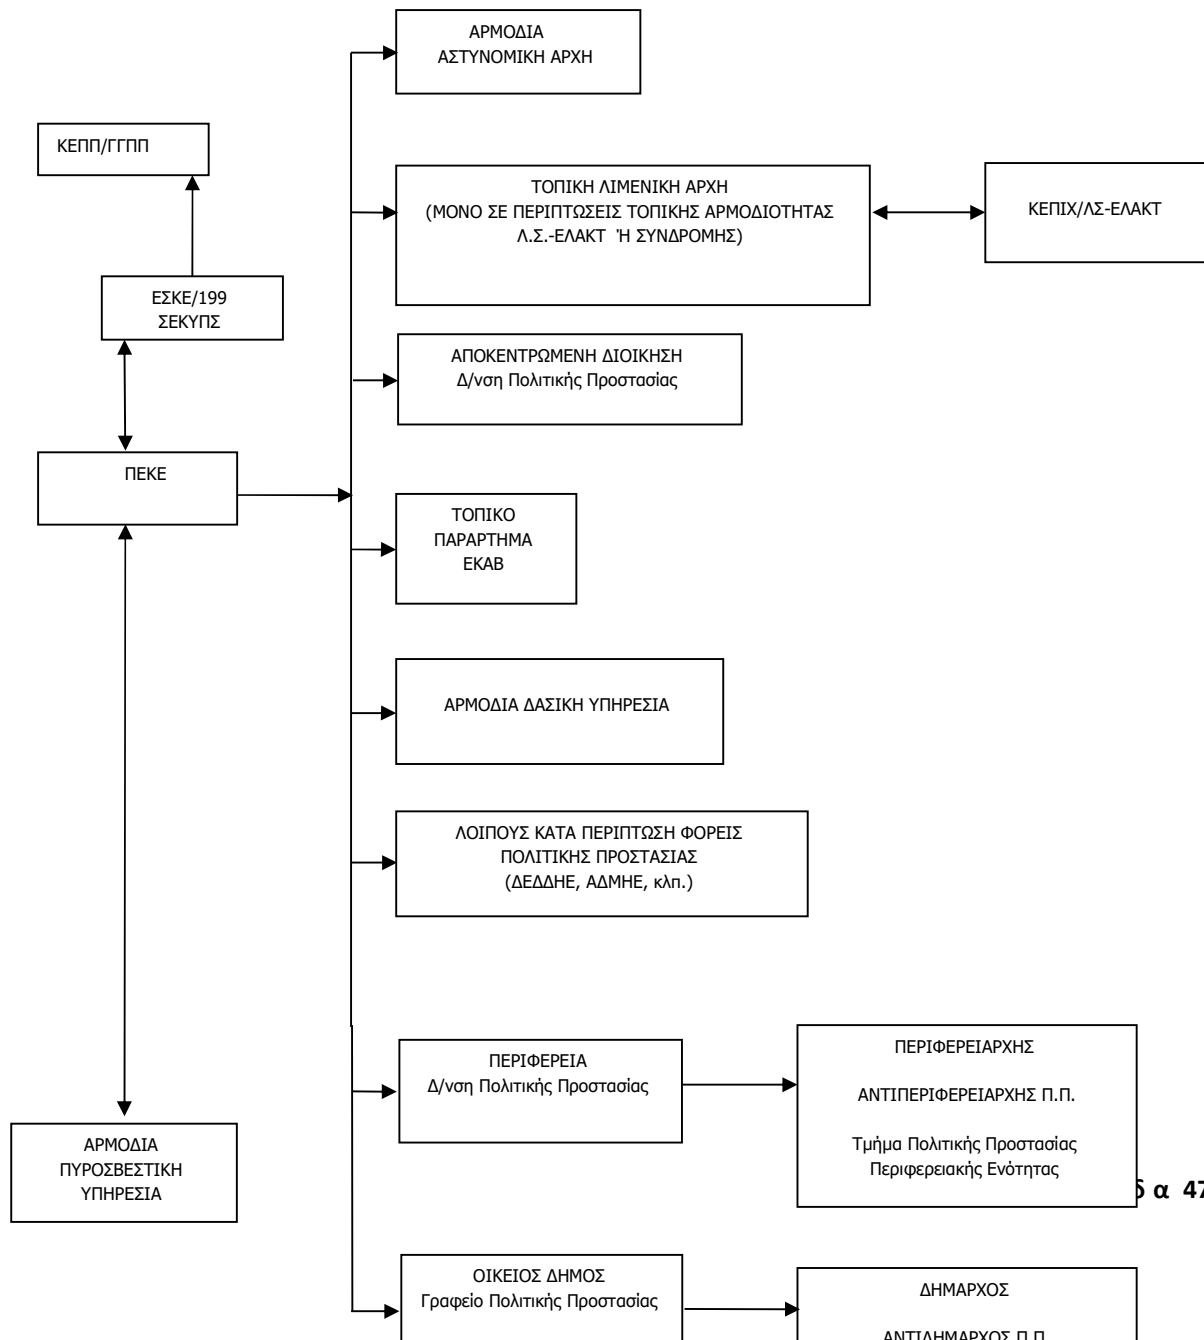 ΑΡΜΟΔΙΑ
ΑΣΤΥΝΟΜΙΚΗ ΑΡΧΗ
ΚΕΠΠ/ΓΓΠΠ
ΤΟΠΙΚΗ ΛΙΜΕΝΙΚΗ ΑΡΧΗ
(ΜΟΝΟ ΣΕ ΠΕΡΙΠΤΩΣΕΙΣ ΤΟΠΙΚΗΣ ΑΡΜΟΔΙΟΤΗΤΑΣ
Λ.Σ.-ΕΛΑΚΤ Ή ΣΥΝΔΡΟΜΗΣ)
ΚΕΠΙΧ/ΛΣ-ΕΛΑΚΤ
ΕΣΚΕ/199
ΣΕΚΥΠΣ
ΑΠΟΚΕΝΤΡΩΜΕΝΗ ΔΙΟΙΚΗΣΗ
Δ/νση Πολιτικής Προστασίας
ΠΕΚΕ
ΤΟΠΙΚΟ
ΠΑΡΑΡΤΗΜΑ
ΕΚΑΒ
ΑΡΜΟΔΙΑ ΔΑΣΙΚΗ ΥΠΗΡΕΣΙΑ
ΛΟΙΠΟΥΣ ΚΑΤΑ ΠΕΡΙΠΤΩΣΗ ΦΟΡΕΙΣ
ΠΟΛΙΤΙΚΗΣ ΠΡΟΣΤΑΣΙΑΣ
(ΔΕΔΔΗΕ, ΑΔΜΗΕ, κλπ.)
ΠΕΡΙΦΕΡΕΙΑ
Δ/νση Πολιτικής Προστασίας
ΠΕΡΙΦΕΡΕΙΑΡΧΗΣ
ΑΝΤΙΠΕΡΙΦΕΡΕΙΑΡΧΗΣ Π.Π.
Τμήμα Πολιτικής Προστασίας
Περιφερειακής Ενότητας
ΑΡΜΟΔΙΑ
ΠΥΡΟΣΒΕΣΤΙΚΗ
ΥΠΗΡΕΣΙΑ
δ α 47
ΟΙΚΕΙΟΣ ΔΗΜΟΣ
Γραφείο Πολιτικής Προστασίας
ΔΗΜΑΡΧΟΣ
ΑΝΤΙΔΗΜΑΡΧΟΣ Π.Π.